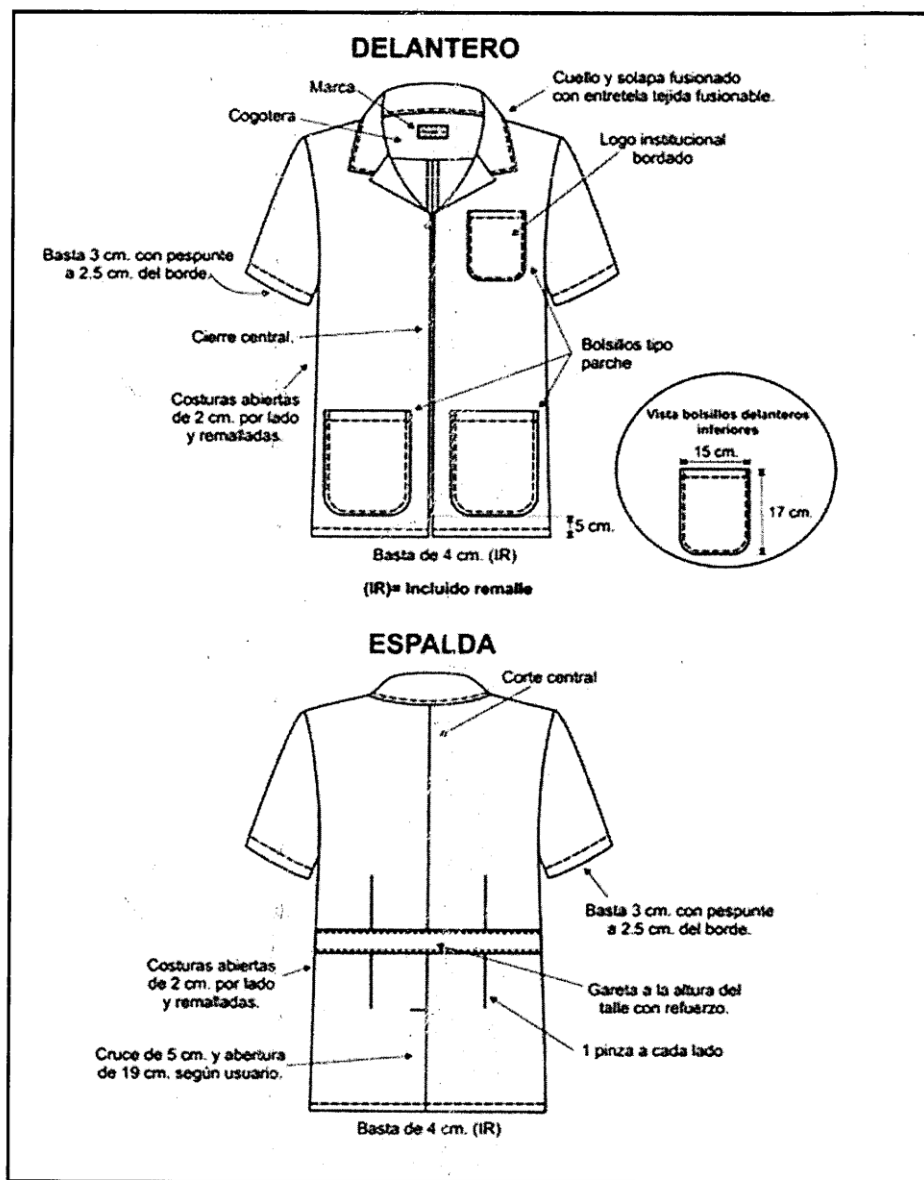 DELANTERO
Marca
Cogotera
Cuello y solapa fusionado
con entretela tejida fusionable.
Logo institucional
bordado
Basta 3 cm. con pespunte
a 2.5 cm. del borde.
Cierre central.
Bolsillos tipo
parche
Costuras abiertas
de 2 cm. por lado
y remalladas.
Vista bolsillos delanteros
inferiores
15 cm.
17 cm.
5 cm.
Basta de 4 cm. (IR)
(IR)= Incluido remalle
ESPALDA
Corte central
Basta 3 cm. con pespunte
a 2.5 cm. del borde.
Costuras abiertas
de 2 cm. por lado
y remalladas.
Gareta a la altura del
talle con refuerzo.
1 pinza a cada lado
Cruce de 5 cm. y abertura
de 19 cm. según usuario.
Basta de 4 cm. (IR)